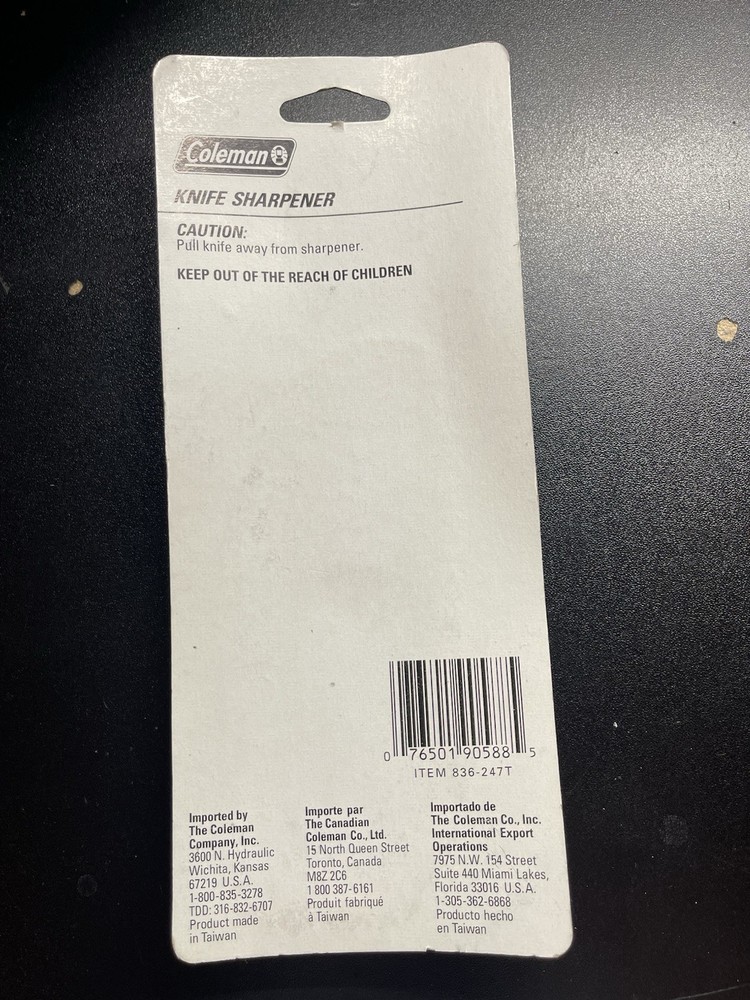 Coleman
KNIFE SHARPENER
CAUTION:
Pull knife away from sharpener.
KEEP OUT OF THE REACH OF CHILDREN
0 76501 90588 5
ITEM 836-247T
Imported by
The Coleman
Company, Inc.
3600 N. Hydraulic
Wichita, Kansas
67219 U.S.A.
1-800-835-3278
TDD: 316-832-6707
Product made
in Taiwan
Importe par
The Canadian
Coleman Co., Ltd.
15 North Queen Street
Toronto, Canada
M8Z 2C6
1 800 387-6161
Produit fabriqué
à Taiwan
Importado de
The Coleman Co., Inc.
International Export
Operations
7975 N.W. 154 Street
Suite 440 Miami Lakes,
Florida 33016 U.S.A.
1-305-362-6868
Producto hecho
en Taiwan